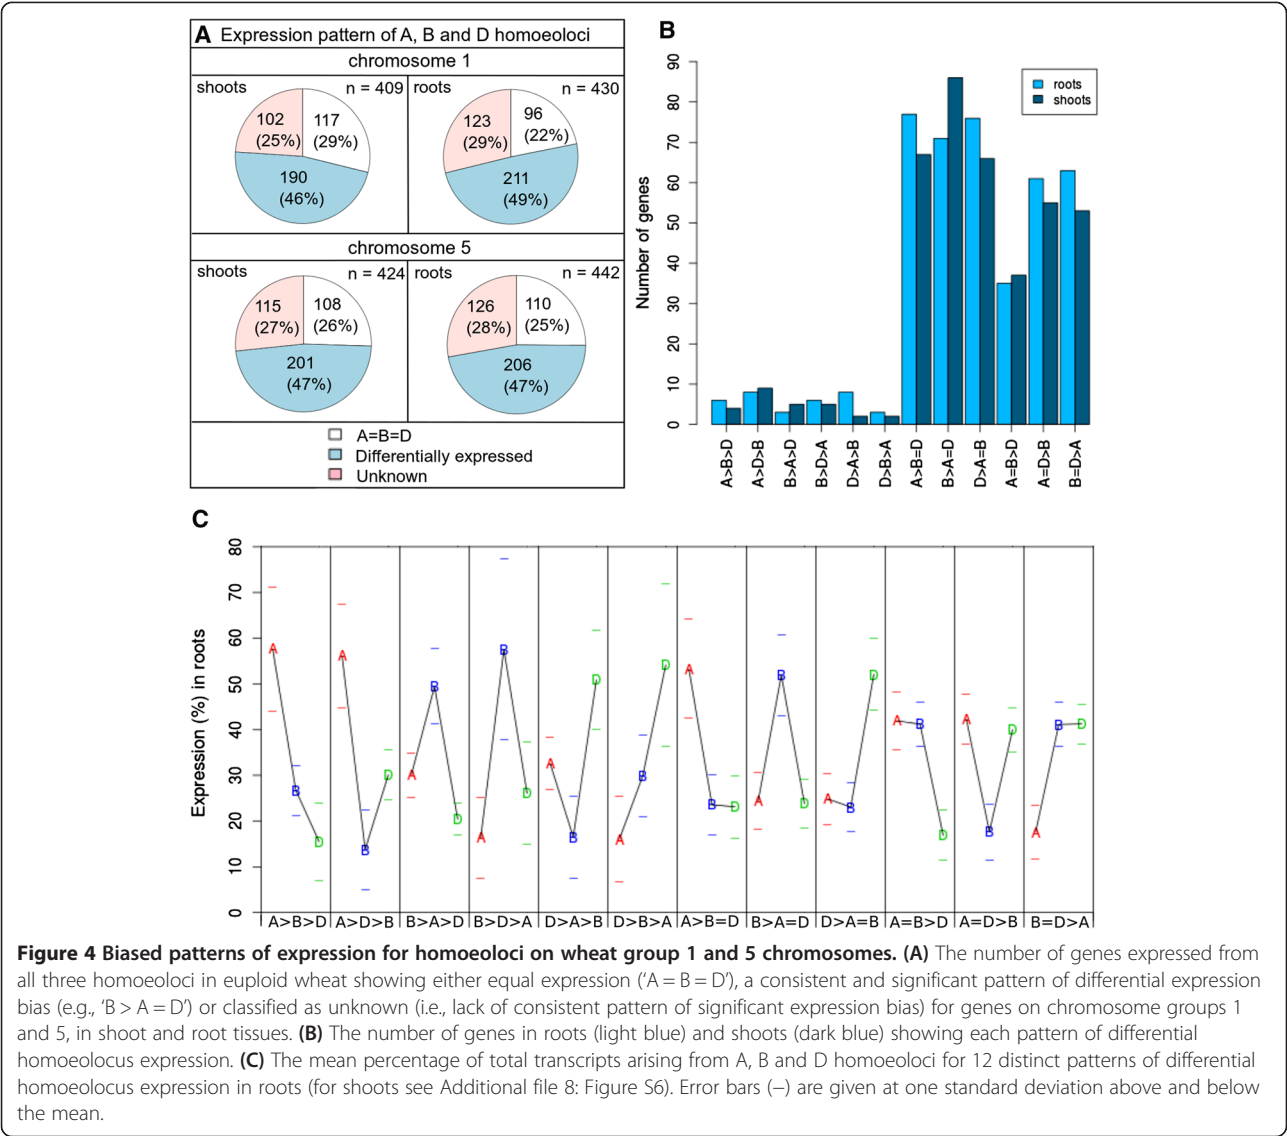 A Expression pattern of A, B and D homoeoloci
chromosome 1
shoots n = 409 roots n = 430
102 (25%)
117 (29%)
190 (46%)
123 (29%)
96 (22%)
211 (49%)
chromosome 5
shoots n = 424 roots n = 442
115 (27%)
108 (26%)
201 (47%)
126 (28%)
110 (25%)
206 (47%)
A=B=D
Differentially expressed
Unknown
B
Number of genes
90
80
70
60
50
40
30
20
10
0
roots
shoots
A>B>D
A>D>B
B>A>D
B>D>A
D>A>B
D>B>A
A>B=D
B>A=D
D>A=B
A=B>D
A=D>B
B=D>A
C
Expression (%) in roots
80
70
60
50
40
30
20
10
0
A B D
A B D
A B D
A B D
A B D
A B D
A B D
A B D
A B D
A B D
A B D
A B D
A>B>D A>D>B B>A>D B>D>A D>A>B D>B>A A>B=D B>A=D D>A=B A=B>D A=D>B B=D>A
Figure 4 Biased patterns of expression for homoeoloci on wheat group 1 and 5 chromosomes. (A) The number of genes expressed from
all three homoeoloci in euploid wheat showing either equal expression (‘A = B = D’), a consistent and significant pattern of differential expression
bias (e.g., ‘B > A = D’) or classified as unknown (i.e., lack of consistent pattern of significant expression bias) for genes on chromosome groups 1
and 5, in shoot and root tissues. (B) The number of genes in roots (light blue) and shoots (dark blue) showing each pattern of differential
homoeolocus expression. (C) The mean percentage of total transcripts arising from A, B and D homoeoloci for 12 distinct patterns of differential
homoeolocus expression in roots (for shoots see Additional file 8: Figure S6). Error bars (−) are given at one standard deviation above and below
the mean.